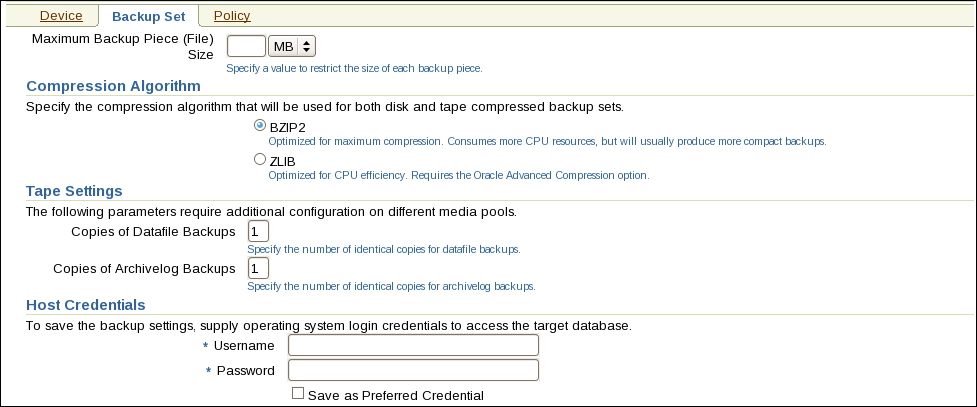 Device Backup Set Policy
Maximum Backup Piece (File)
Size
MB
Specify a value to restrict the size of each backup piece.
Compression Algorithm
Specify the compression algorithm that will be used for both disk and tape compressed backup sets.
BZIP2
Optimized for maximum compression. Consumes more CPU resources, but will usually produce more compact backups.
ZLIB
Optimized for CPU efficiency. Requires the Oracle Advanced Compression option.
Tape Settings
The following parameters require additional configuration on different media pools.
Copies of Datafile Backups 1
Specify the number of identical copies for datafile backups.
Copies of Archivelog Backups 1
Specify the number of identical copies for archivelog backups.
Host Credentials
To save the backup settings, supply operating system login credentials to access the target database.
* Username
* Password
Save as Preferred Credential